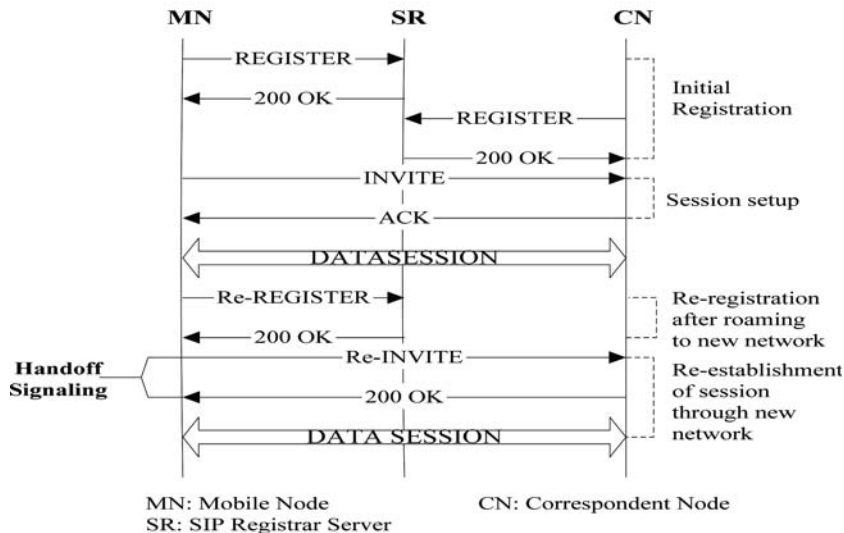 MN SR CN
REGISTER
200 OK
REGISTER
Initial
Registration
200 OK
INVITE
Session setup
ACK
DATASESSION
Re-REGISTER
Re-registration
after roaming
to new network
200 OK
Handoff
Signaling
Re-INVITE
Re-establishment
of session
through new
network
200 OK
DATA SESSION
MN: Mobile Node CN: Correspondent Node
SR: SIP Registrar Server